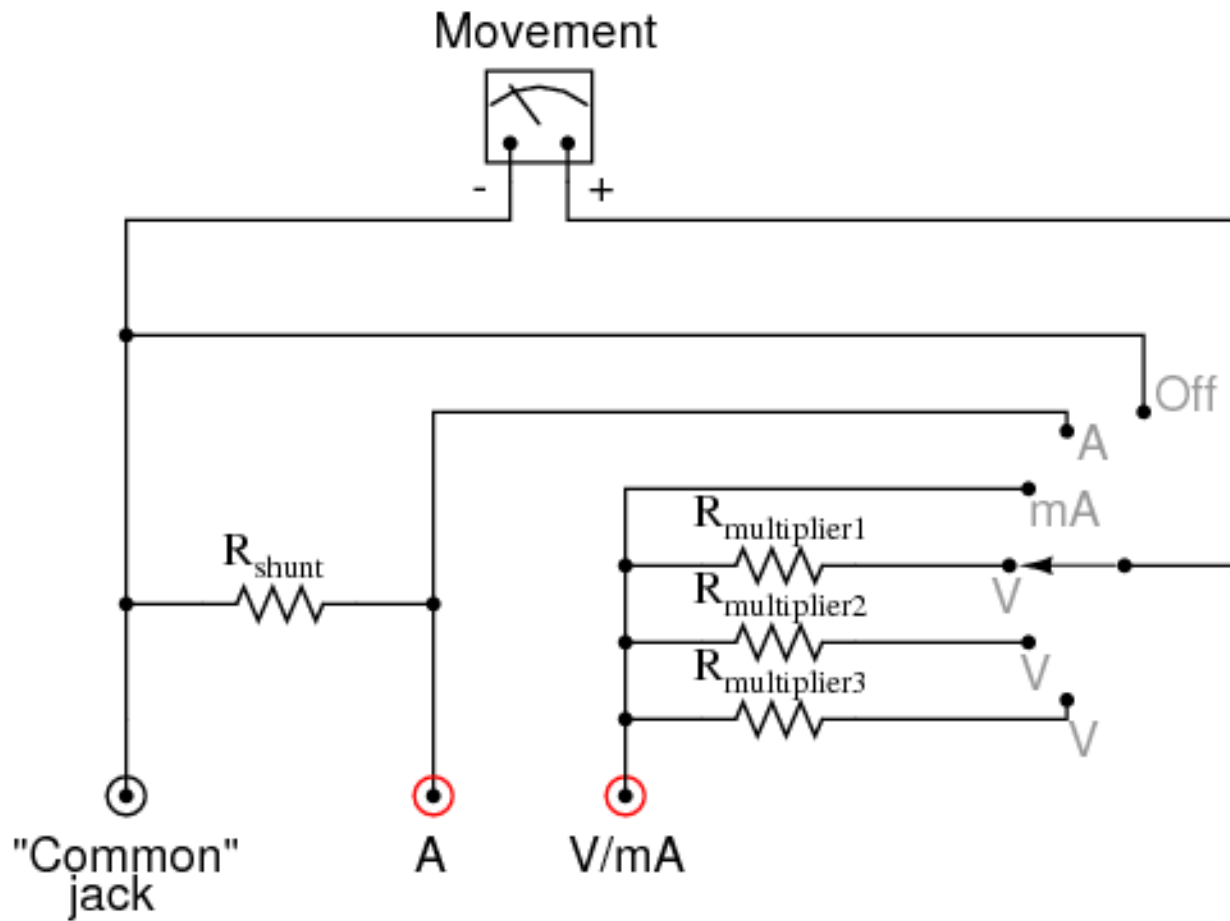 Movement
- +
Off
A
mA
Rmultiplier1
Rshunt
V
Rmultiplier2
V
Rmultiplier3
V
"Common"
jack
A
V/mA